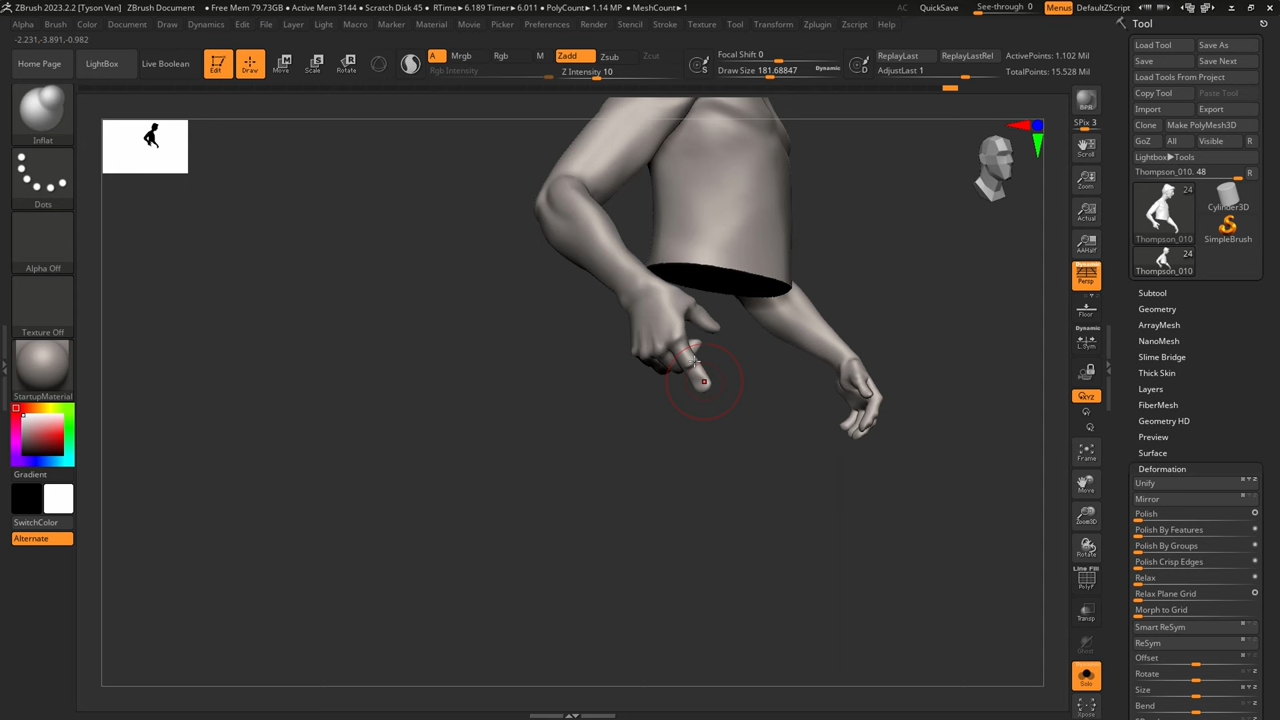 ZBrush 2023.2.2 [Tyson Van] ZBrush Document ● Free Mem 79.73GB ● Active Mem 3144 ● Scratch Disk 45 ● RTime ▸ 6.189 Timer ▸ 6.011 ● PolyCount ▸ 1.14 MP ● MeshCount ▸ 1 AC QuickSave See-through 0 Menus DefaultZScript
Alpha Brush Color Document Draw Dynamics Edit File Layer Light Macro Marker Material Movie Picker Preferences Render Stencil Stroke Texture Tool Transform Zplugin Zscript Help
Tool
-2.231,-3.891,-0.982
Load Tool Save As
Save Save Next
Load Tools From Project
Copy Tool Paste Tool
Import Export
Clone Make PolyMesh3D
GoZ All Visible R
Lightbox▸Tools
Thompson_010. 48 R
24
Cylinder3D
Thompson_010 SimpleBrush
24
Thompson_010
Home Page LightBox Live Boolean Edit Draw Move Scale Rotate
A Mrgb Rgb M Zadd Zsub Zcut
Rgb Intensity Z Intensity 10
Focal Shift 0
Draw Size 181.68847 Dynamic
S D
ReplayLast ReplayLastRel ActivePoints: 1.102 Mil
AdjustLast 1 TotalPoints: 15.528 Mil
Inflat
Dots
Alpha Off
Texture Off
StartupMaterial
Gradient
SwitchColor
Alternate
BPR
SPix 3
Scroll
Zoom
Actual
AAHalf
Dynamic
Persp
Floor
Dynamic
L.Sym
XYZ
Frame
Move
Zoom3D
Rotate
Line Fill
PolyF
Transp
Ghost
Dynamic
Solo
Xpose
Subtool
Geometry
ArrayMesh
NanoMesh
Slime Bridge
Thick Skin
Layers
FiberMesh
Geometry HD
Preview
Surface
Deformation
Unify
Mirror
Polish
Polish By Features
Polish By Groups
Polish Crisp Edges
Relax
Relax Plane Grid
Morph to Grid
Smart ReSym
ReSym
Offset
Rotate
Size
Bend